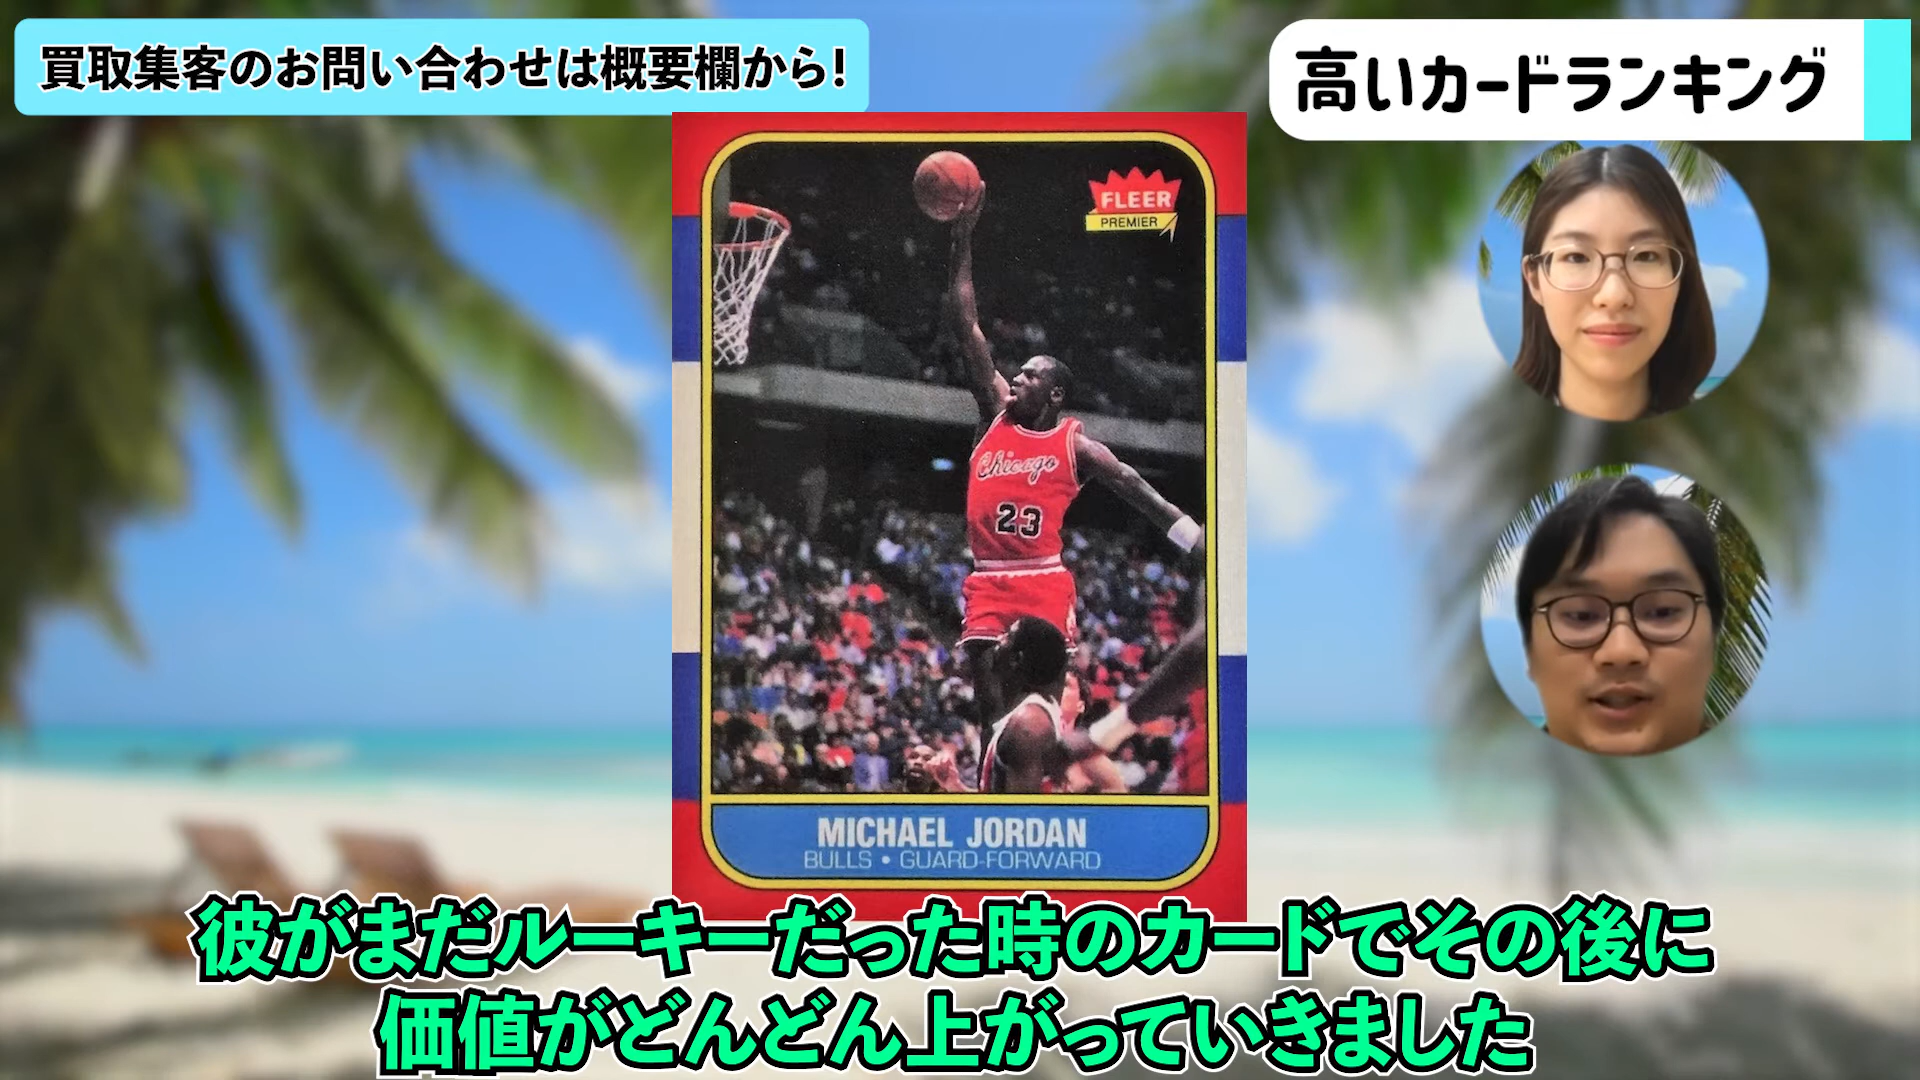 買取集客のお問い合わせは概要欄から!
高いカードランキング
FLEER
PREMIER
Chicago
23
MICHAEL JORDAN
BULLS • GUARD-FORWARD
彼がまだルーキーだった時のカードでその後に
価値がどんどん上がっていきました